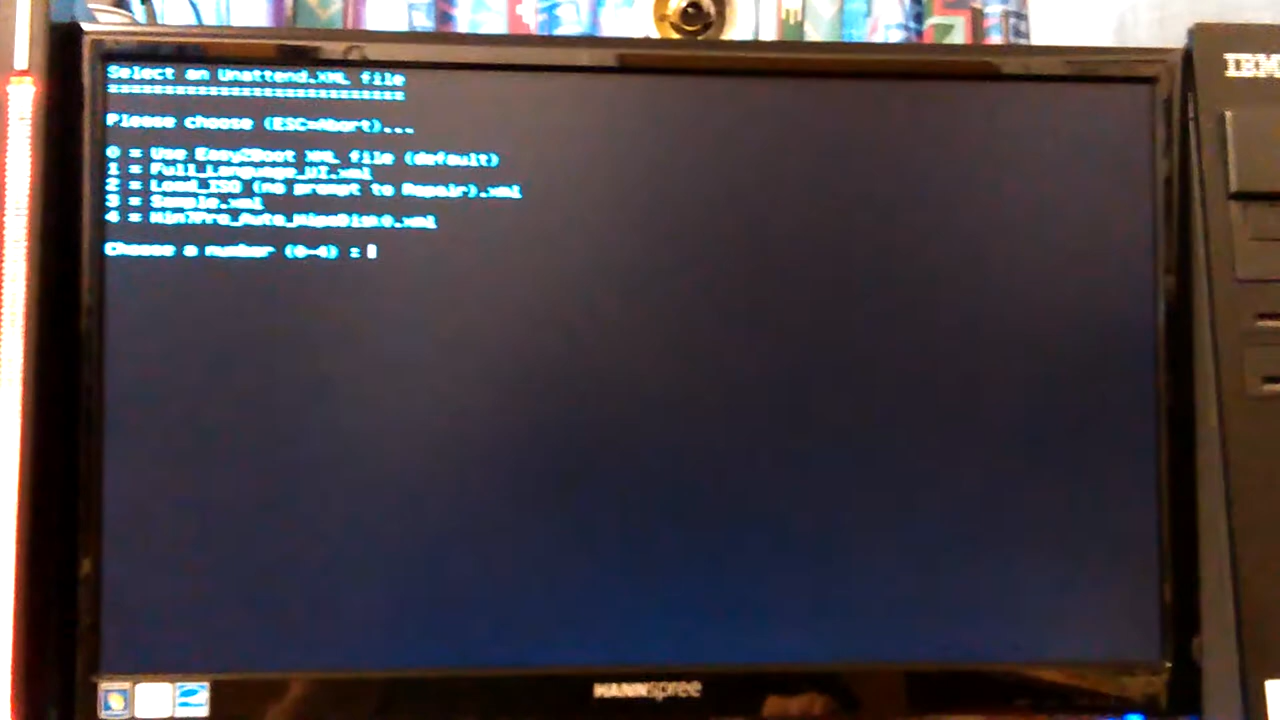 Select an Unattend.XML file
===========================
Please choose (ESC=Abort)...
0 = Use Easy2Boot XML file (default)
1 = Full_Language_UI.xml
2 = Load_ISO (no prompt to Repair).xml
3 = Sample.xml
4 = Win7Pro_Auto_WipeDisk0.xml
Choose a number (0-4) =
HANNspree
IBM